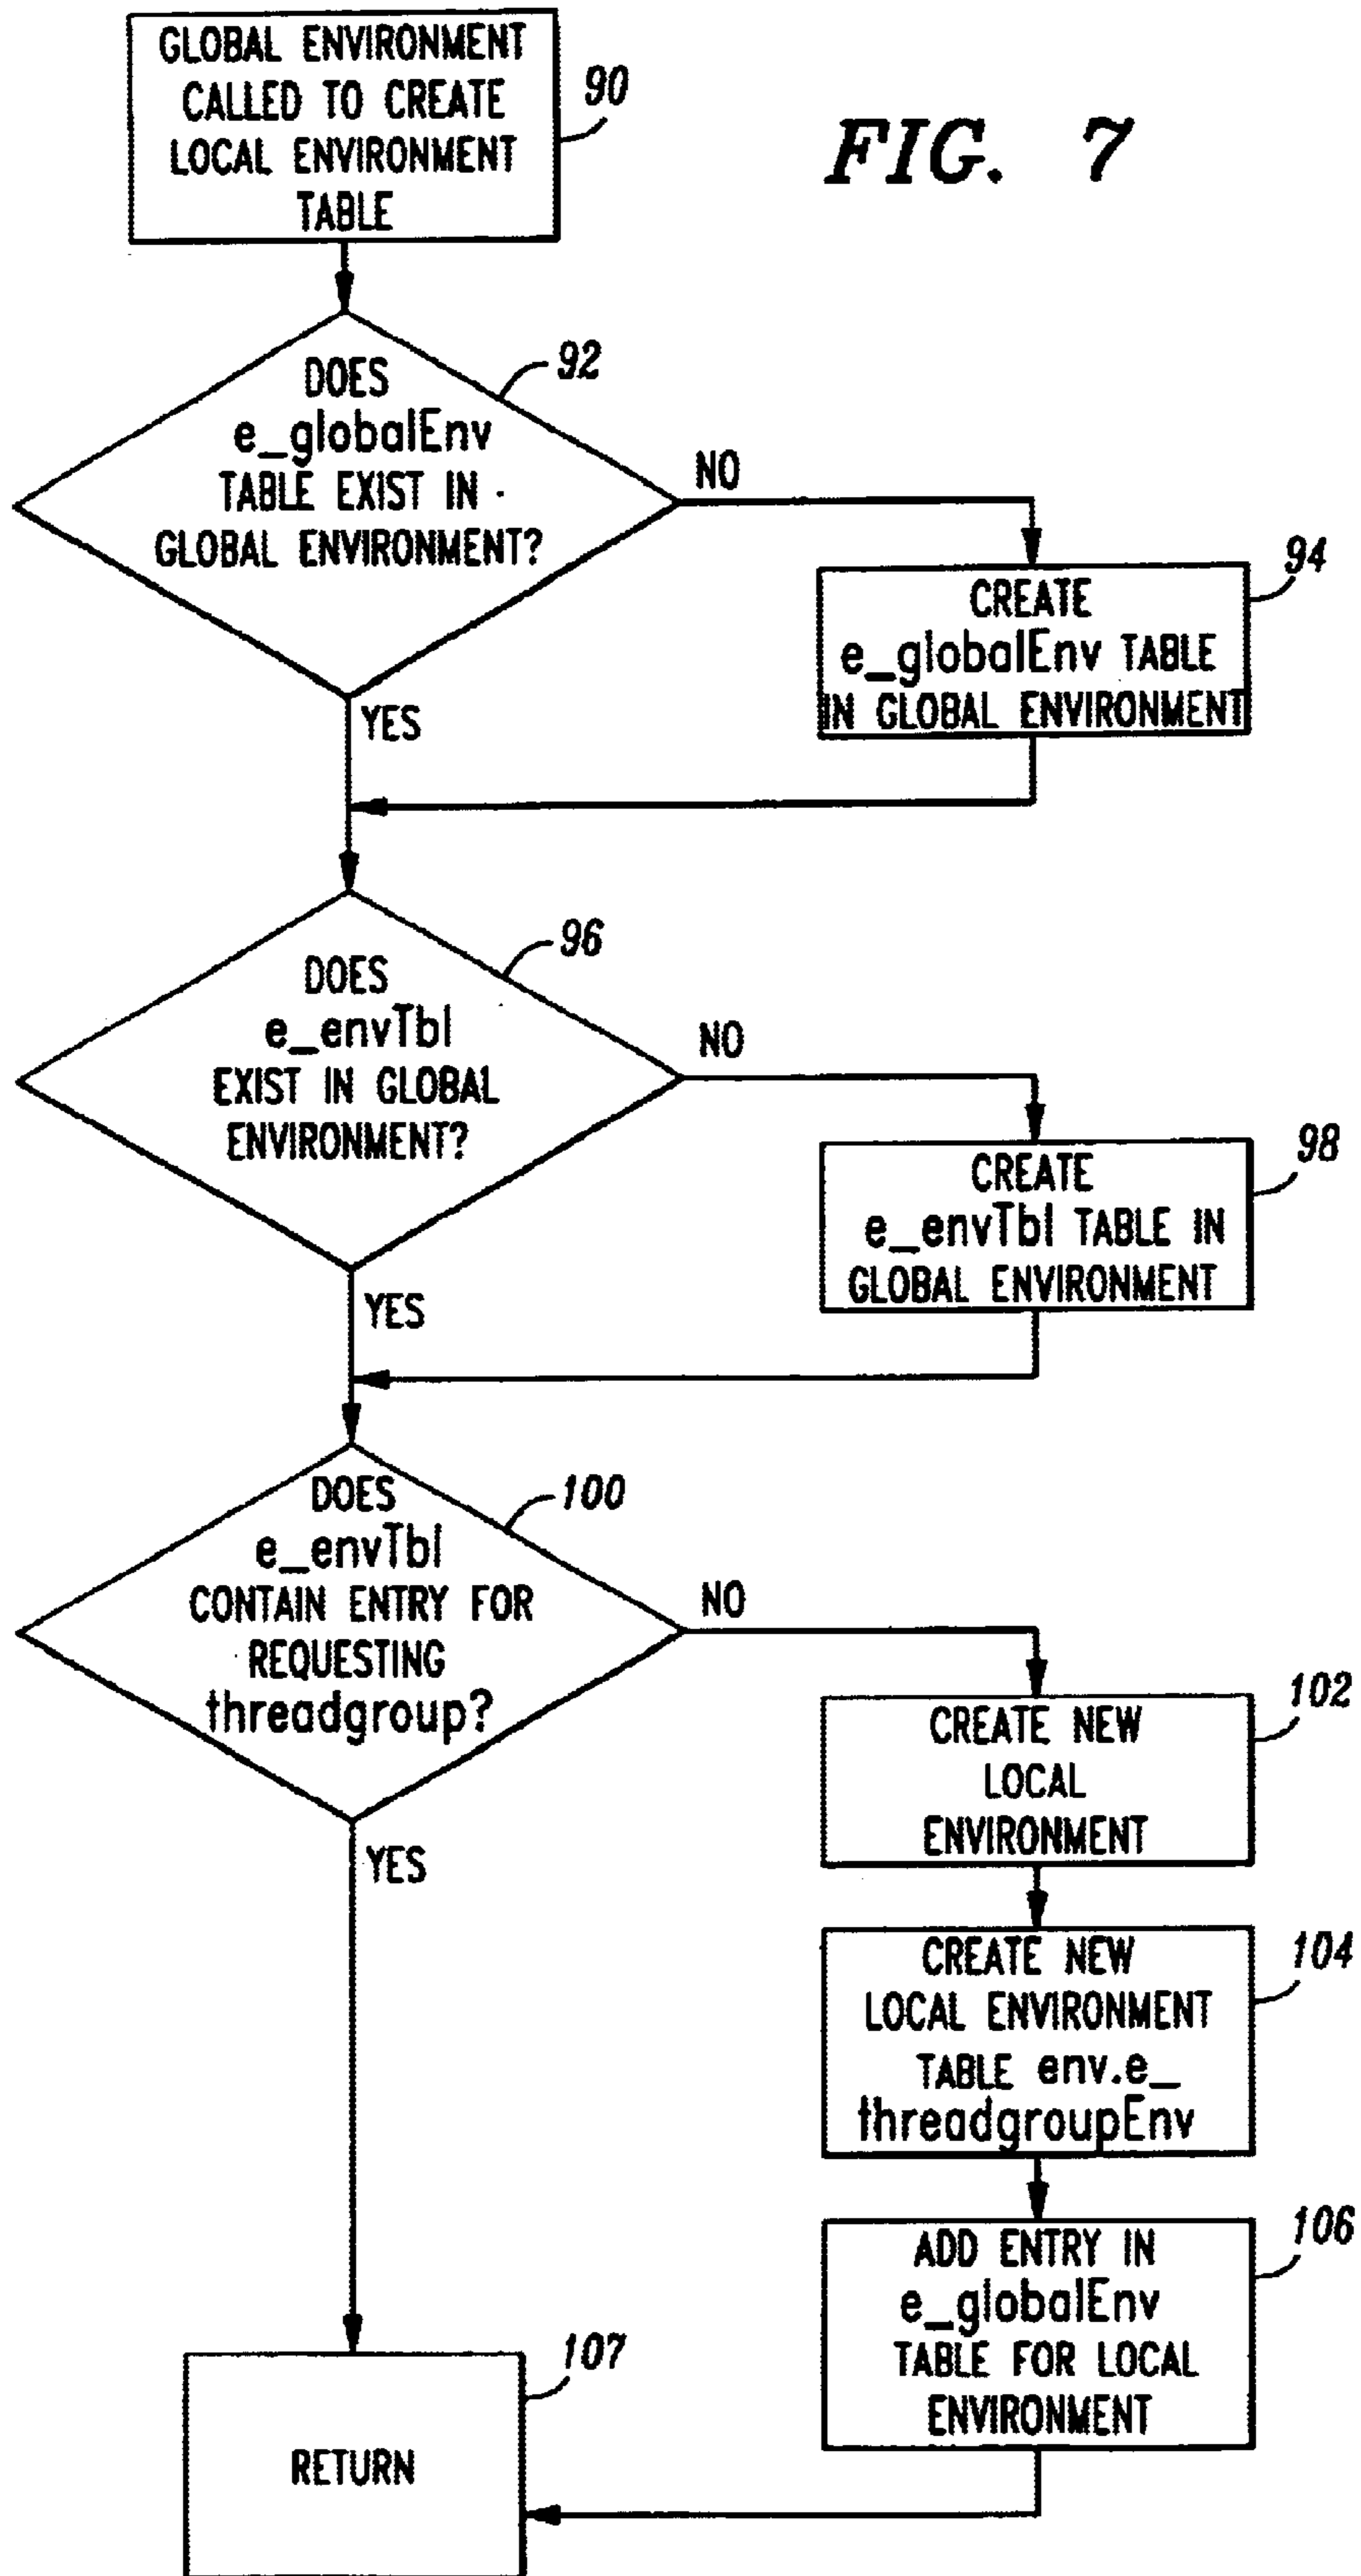 GLOBAL ENVIRONMENT
CALLED TO CREATE
LOCAL ENVIRONMENT
TABLE
90
FIG. 7
DOES
e_globalEnv
TABLE EXIST IN
GLOBAL ENVIRONMENT?
92
NO
YES
CREATE
e_globalEnv TABLE
IN GLOBAL ENVIRONMENT
94
DOES
e_envTbl
EXIST IN GLOBAL
ENVIRONMENT?
96
NO
YES
CREATE
e_envTbl TABLE IN
GLOBAL ENVIRONMENT
98
DOES
e_envTbl
CONTAIN ENTRY FOR
REQUESTING
threadgroup?
100
NO
YES
CREATE NEW
LOCAL
ENVIRONMENT
102
CREATE NEW
LOCAL ENVIRONMENT
TABLE env.e_
threadgroupEnv
104
ADD ENTRY IN
e_globalEnv
TABLE FOR LOCAL
ENVIRONMENT
106
RETURN
107